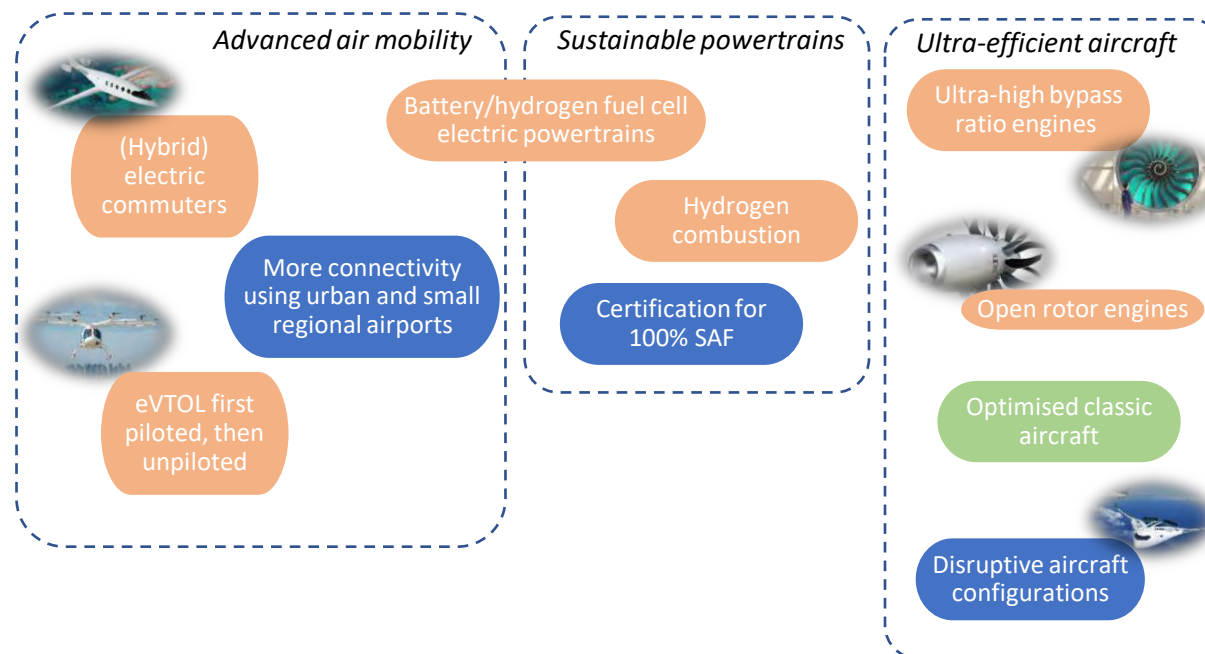 Advanced air mobility
(Hybrid)
electric
commuters
More connectivity
using urban and small
regional airports
eVTOL first
piloted, then
unpiloted
Sustainable powertrains
Battery/hydrogen fuel cell
electric powertrains
Hydrogen
combustion
Certification for
100% SAF
Ultra-efficient aircraft
Ultra-high bypass
ratio engines
Open rotor engines
Optimised classic
aircraft
Disruptive aircraft
configurations